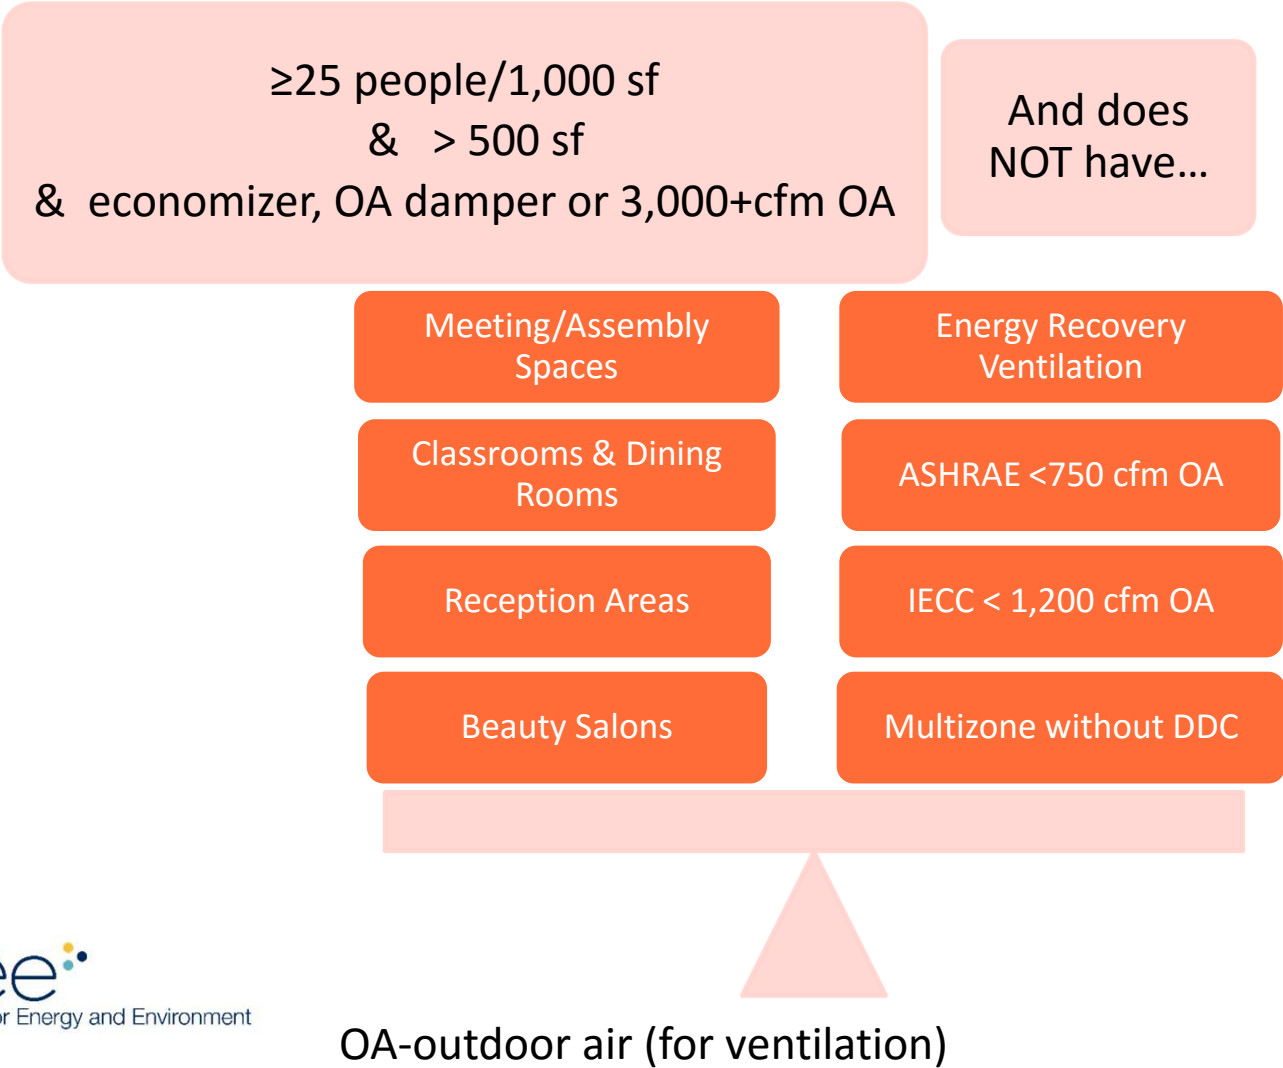 ≥25 people/1,000 sf
& > 500 sf
& economizer, OA damper or 3,000+cfm OA
And does
NOT have...
Meeting/Assembly
Spaces
Energy Recovery
Ventilation
Classrooms & Dining
Rooms
ASHRAE <750 cfm OA
Reception Areas
IECC < 1,200 cfm OA
Beauty Salons
Multizone without DDC
ee
or Energy and Environment
OA-outdoor air (for ventilation)